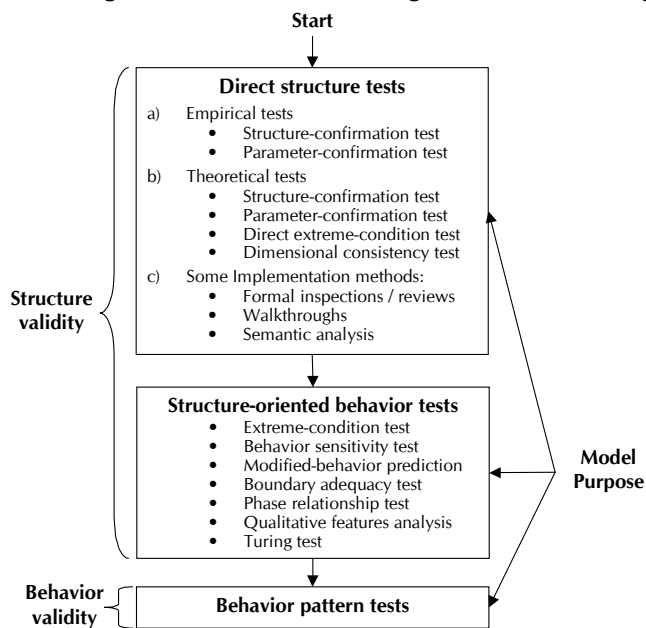 Start
Direct structure tests
a) Empirical tests
• Structure-confirmation test
• Parameter-confirmation test
b) Theoretical tests
• Structure-confirmation test
• Parameter-confirmation test
• Direct extreme-condition test
• Dimensional consistency test
c) Some Implementation methods:
• Formal inspections / reviews
• Walkthroughs
• Semantic analysis
Structure
validity
Structure-oriented behavior tests
• Extreme-condition test
• Behavior sensitivity test
• Modified-behavior prediction
• Boundary adequacy test
• Phase relationship test
• Qualitative features analysis
• Turing test
Model
Purpose
Behavior
validity
Behavior pattern tests